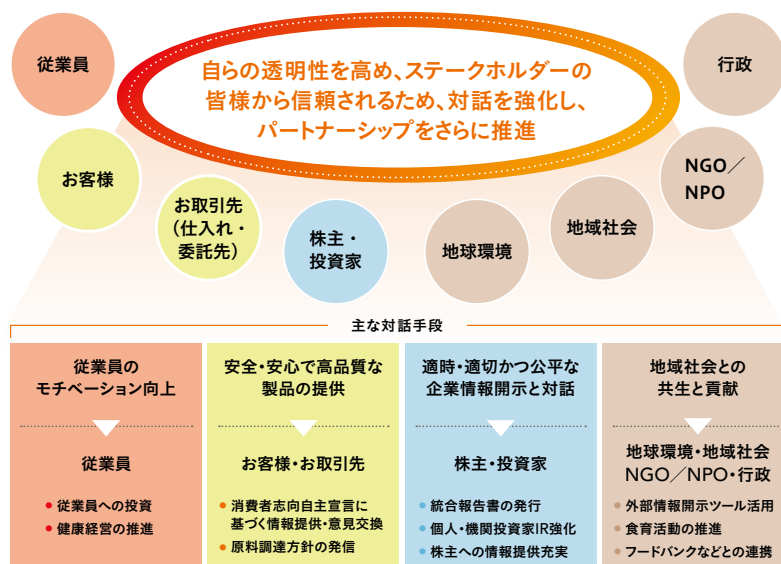 自らの透明性を高め、ステークホルダーの
皆様から信頼されるため、対話を強化し、
パートナーシップをさらに推進
従業員
お客様
お取引先
(仕入れ・
委託先)
株主・
投資家
地球環境
地域社会
NGO/
NPO
行政
主な対話手段
従業員の
モチベーション向上
従業員
● 従業員への投資
● 健康経営の推進
安全・安心で高品質な
製品の提供
お客様・お取引先
● 消費者志向自主宣言に
基づく情報提供・意見交換
● 原料調達方針の発信
適時・適切かつ公平な
企業情報開示と対話
株主・投資家
● 統合報告書の発行
● 個人・機関投資家IR強化
● 株主への情報提供充実
地域社会との
共生と貢献
地球環境・地域社会
NGO/NPO・行政
● 外部情報開示ツール活用
● 食育活動の推進
● フードバンクなどとの連携